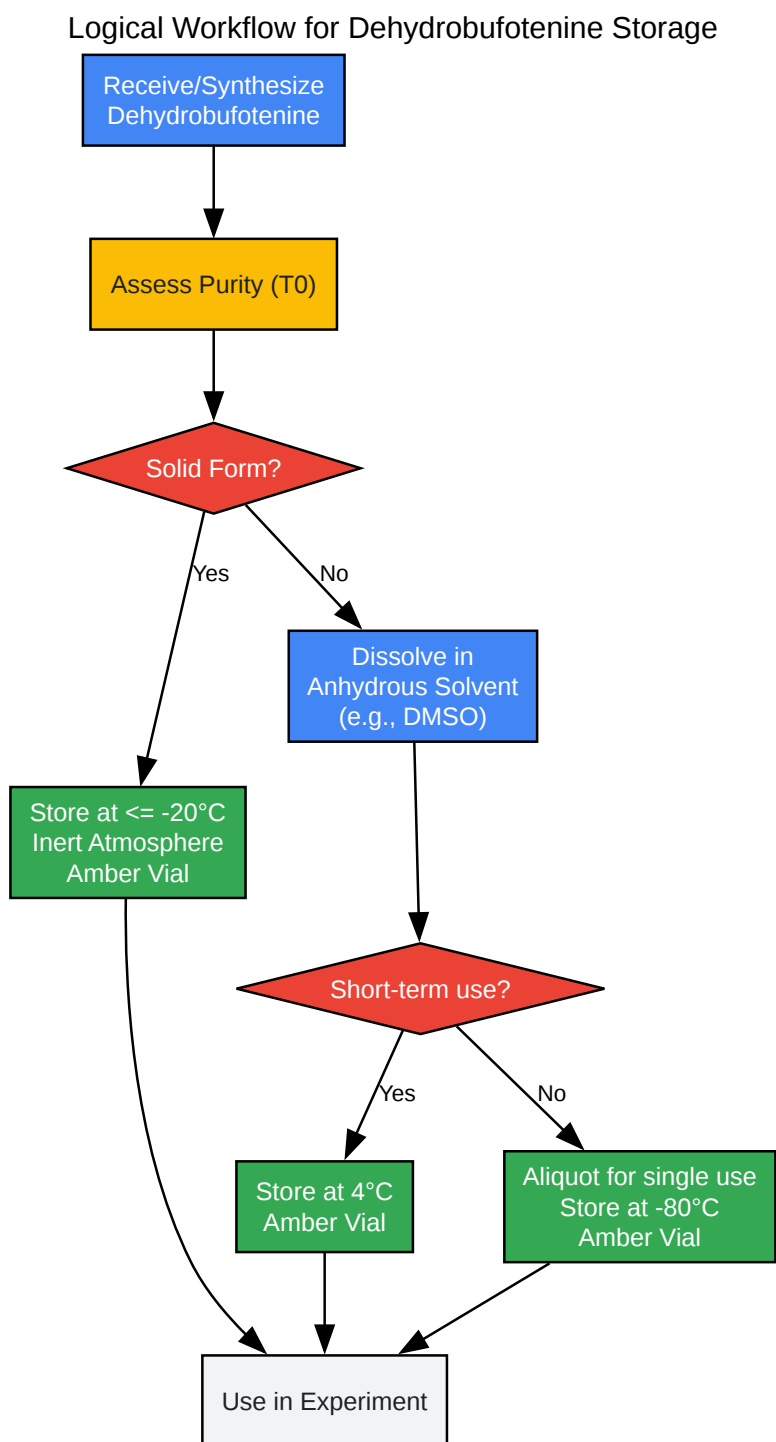 Logical Workflow for Dehydrobufotenine Storage
Receive/Synthesize
Dehydrobufotenine
Assess Purity (T0)
Solid Form?
Yes
No
Dissolve in
Anhydrous Solvent
(e.g., DMSO)
Store at <= -20°C
Inert Atmosphere
Amber Vial
Short-term use?
Yes
No
Store at 4°C
Amber Vial
Aliquot for single use
Store at -80°C
Amber Vial
Use in Experiment